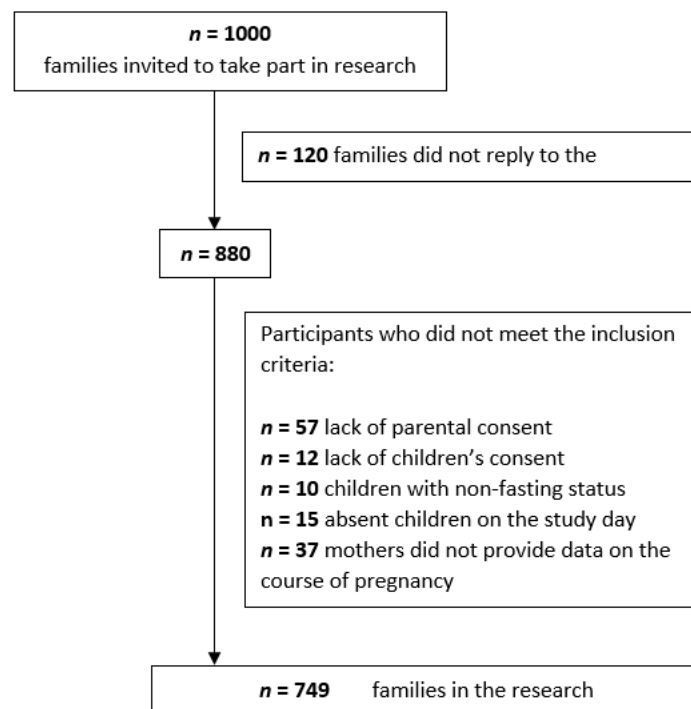 n = 1000
families invited to take part in research
n = 120 families did not reply to the
n = 880
Participants who did not meet the inclusion
criteria:
n = 57 lack of parental consent
n = 12 lack of children’s consent
n = 10 children with non-fasting status
n = 15 absent children on the study day
n = 37 mothers did not provide data on the
course of pregnancy
n = 749 families in the research